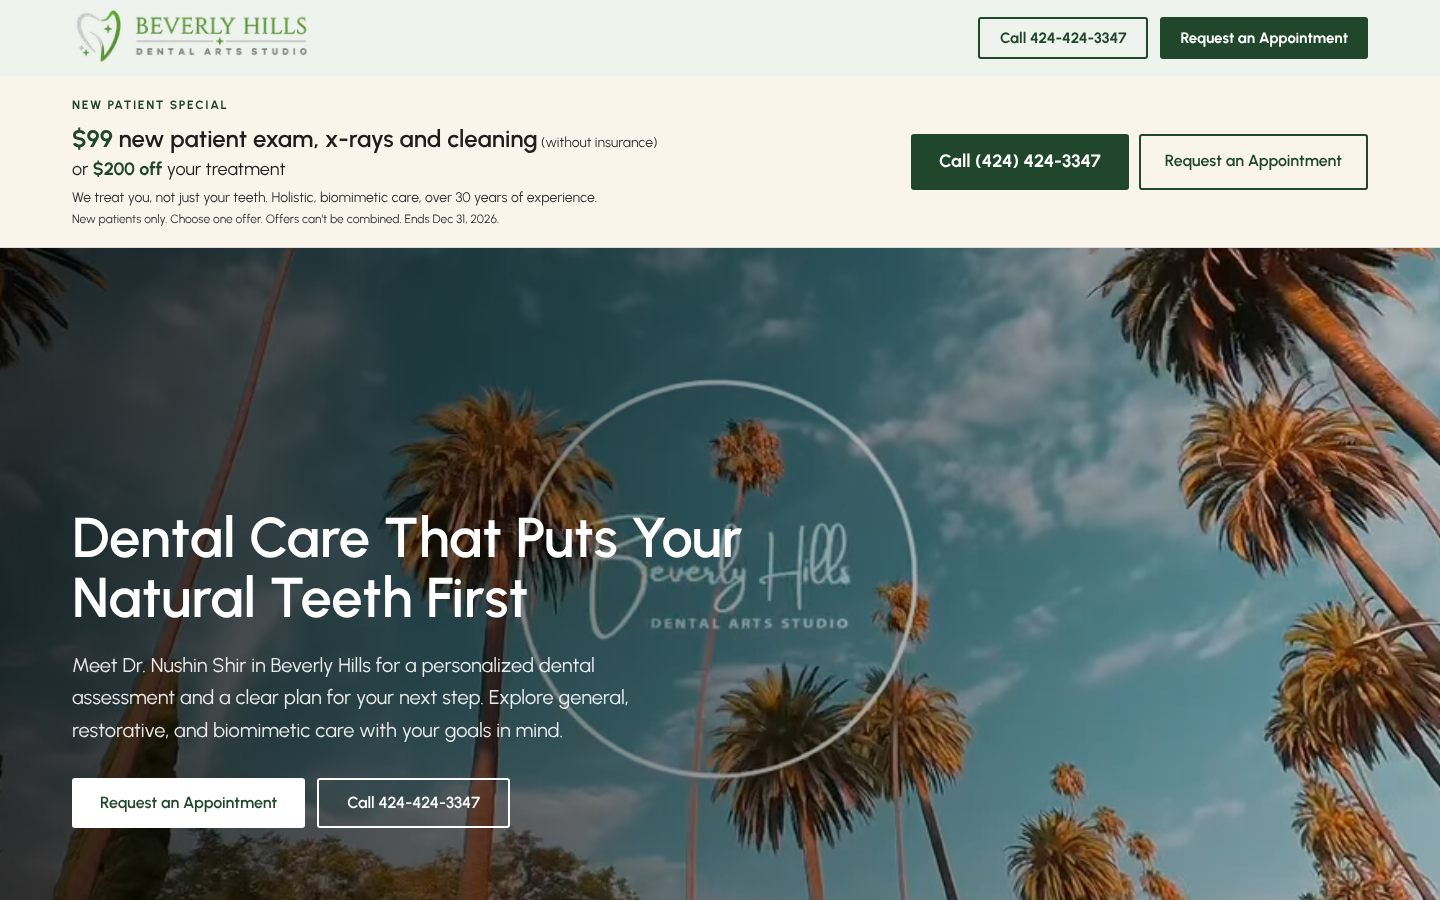 BEVERLY HILLS
DENTAL ARTS STUDIO
Call 424-424-3347
Request an Appointment
NEW PATIENT SPECIAL
$99 new patient exam, x-rays and cleaning (without insurance)
or $200 off your treatment
We treat you, not just your teeth. Holistic, biomimetic care, over 30 years of experience.
New patients only. Choose one offer. Offers can't be combined. Ends Dec 31, 2026.
Call (424) 424-3347
Request an Appointment
Dental Care That Puts Your
Natural Teeth First
Beverly Hills
DENTAL ARTS STUDIO
Meet Dr. Nushin Shir in Beverly Hills for a personalized dental
assessment and a clear plan for your next step. Explore general,
restorative, and biomimetic care with your goals in mind.
Request an Appointment
Call 424-424-3347